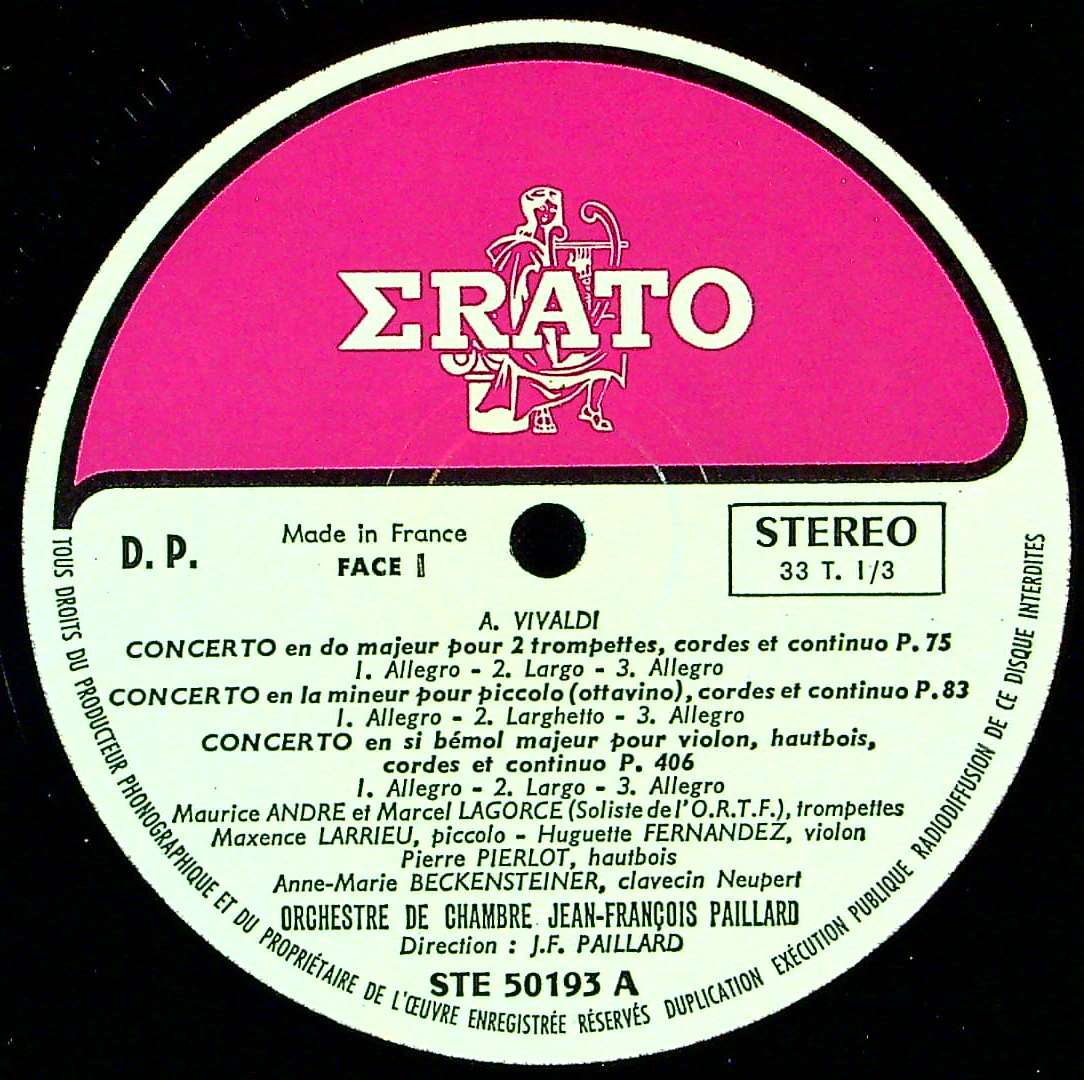 ΣRATO
D. P.
Made in France
FACE 1
STEREO
33 T. 1/3
A. VIVALDI
CONCERTO en do majeur pour 2 trompettes, cordes et continuo P. 75
1. Allegro - 2. Largo - 3. Allegro
CONCERTO en la mineur pour piccolo (ottavino), cordes et continuo P. 83
1. Allegro - 2. Larghetto - 3. Allegro
CONCERTO en si bémol majeur pour violon, hautbois,
cordes et continuo P. 406
1. Allegro - 2. Largo - 3. Allegro
Maurice ANDRE et Marcel LAGORCE (Soliste de l'O.R.T.F.), trompettes
Maxence LARRIEU, piccolo - Huguette FERNANDEZ, violon
Pierre PIERLOT, hautbois
Anne-Marie BECKENSTEINER, clavecin Neupert
ORCHESTRE DE CHAMBRE JEAN-FRANÇOIS PAILLARD
Direction : J.F. PAILLARD
STE 50193 A
TOUS DROITS DU PRODUCTEUR PHONOGRAPHIQUE ET DU PROPRIÉTAIRE DE L'ŒUVRE ENREGISTRÉE RÉSERVÉS DUPLICATION EXÉCUTION PUBLIQUE RADIODIFFUSION DE CE DISQUE INTERDITES